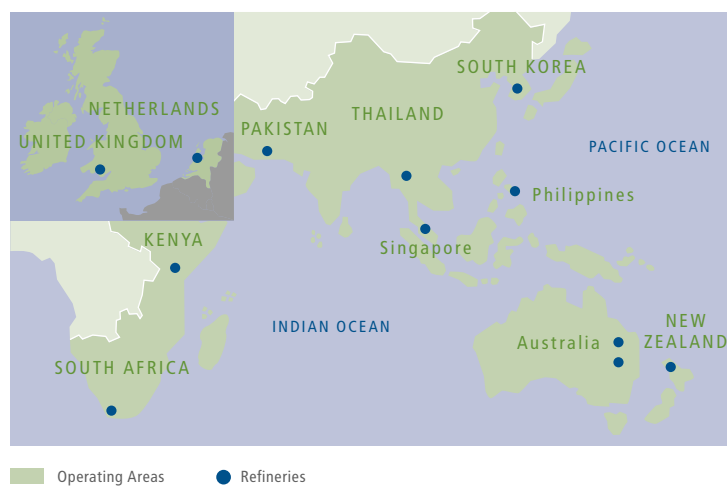 SOUTH KOREA
NETHERLANDS
THAILAND
PAKISTAN
UNITED KINGDOM
PACIFIC OCEAN
Philippines
KENYA
Singapore
INDIAN OCEAN
NEW
ZEALAND
Australia
SOUTH AFRICA
Operating Areas
Refineries